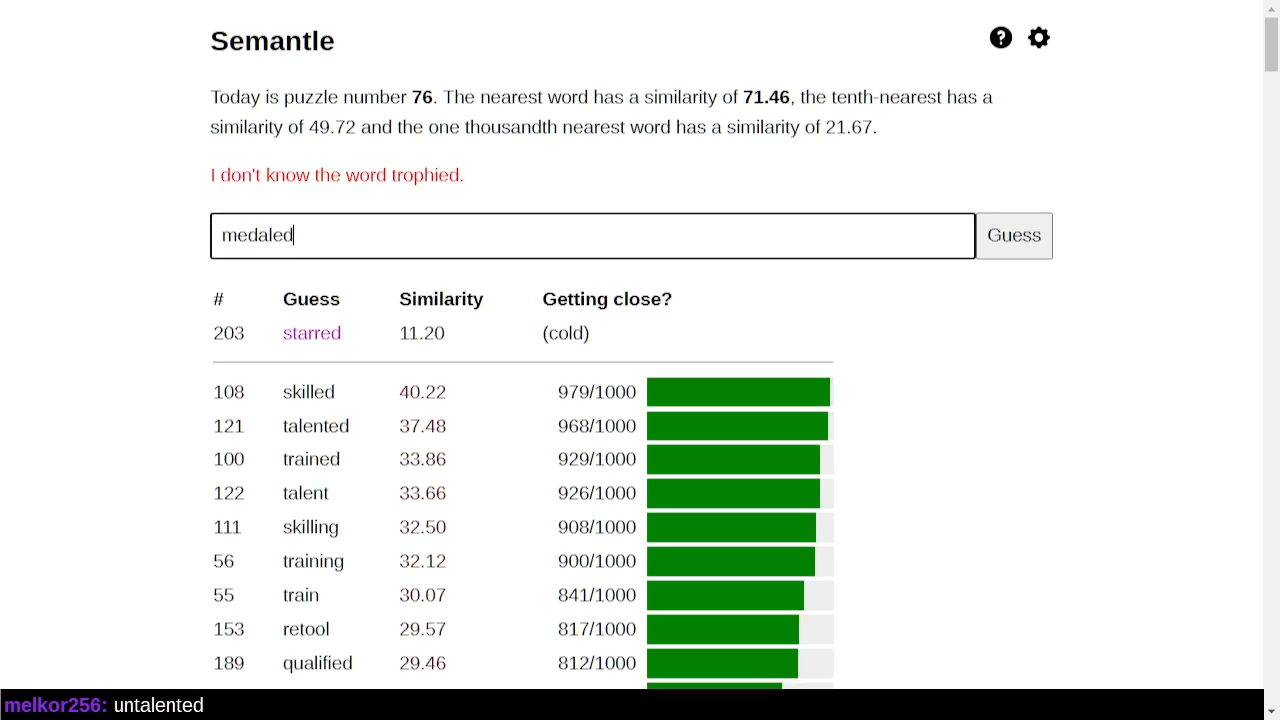 Semantle
Today is puzzle number 76. The nearest word has a similarity of 71.46, the tenth-nearest has a
similarity of 49.72 and the one thousandth nearest word has a similarity of 21.67.
I don't know the word trophied.
medaled Guess
# Guess Similarity Getting close?
203 starred 11.20 (cold)
108 skilled 40.22 979/1000
121 talented 37.48 968/1000
100 trained 33.86 929/1000
122 talent 33.66 926/1000
111 skilling 32.50 908/1000
56 training 32.12 900/1000
55 train 30.07 841/1000
153 retool 29.57 817/1000
189 qualified 29.46 812/1000
melkor256: untalented